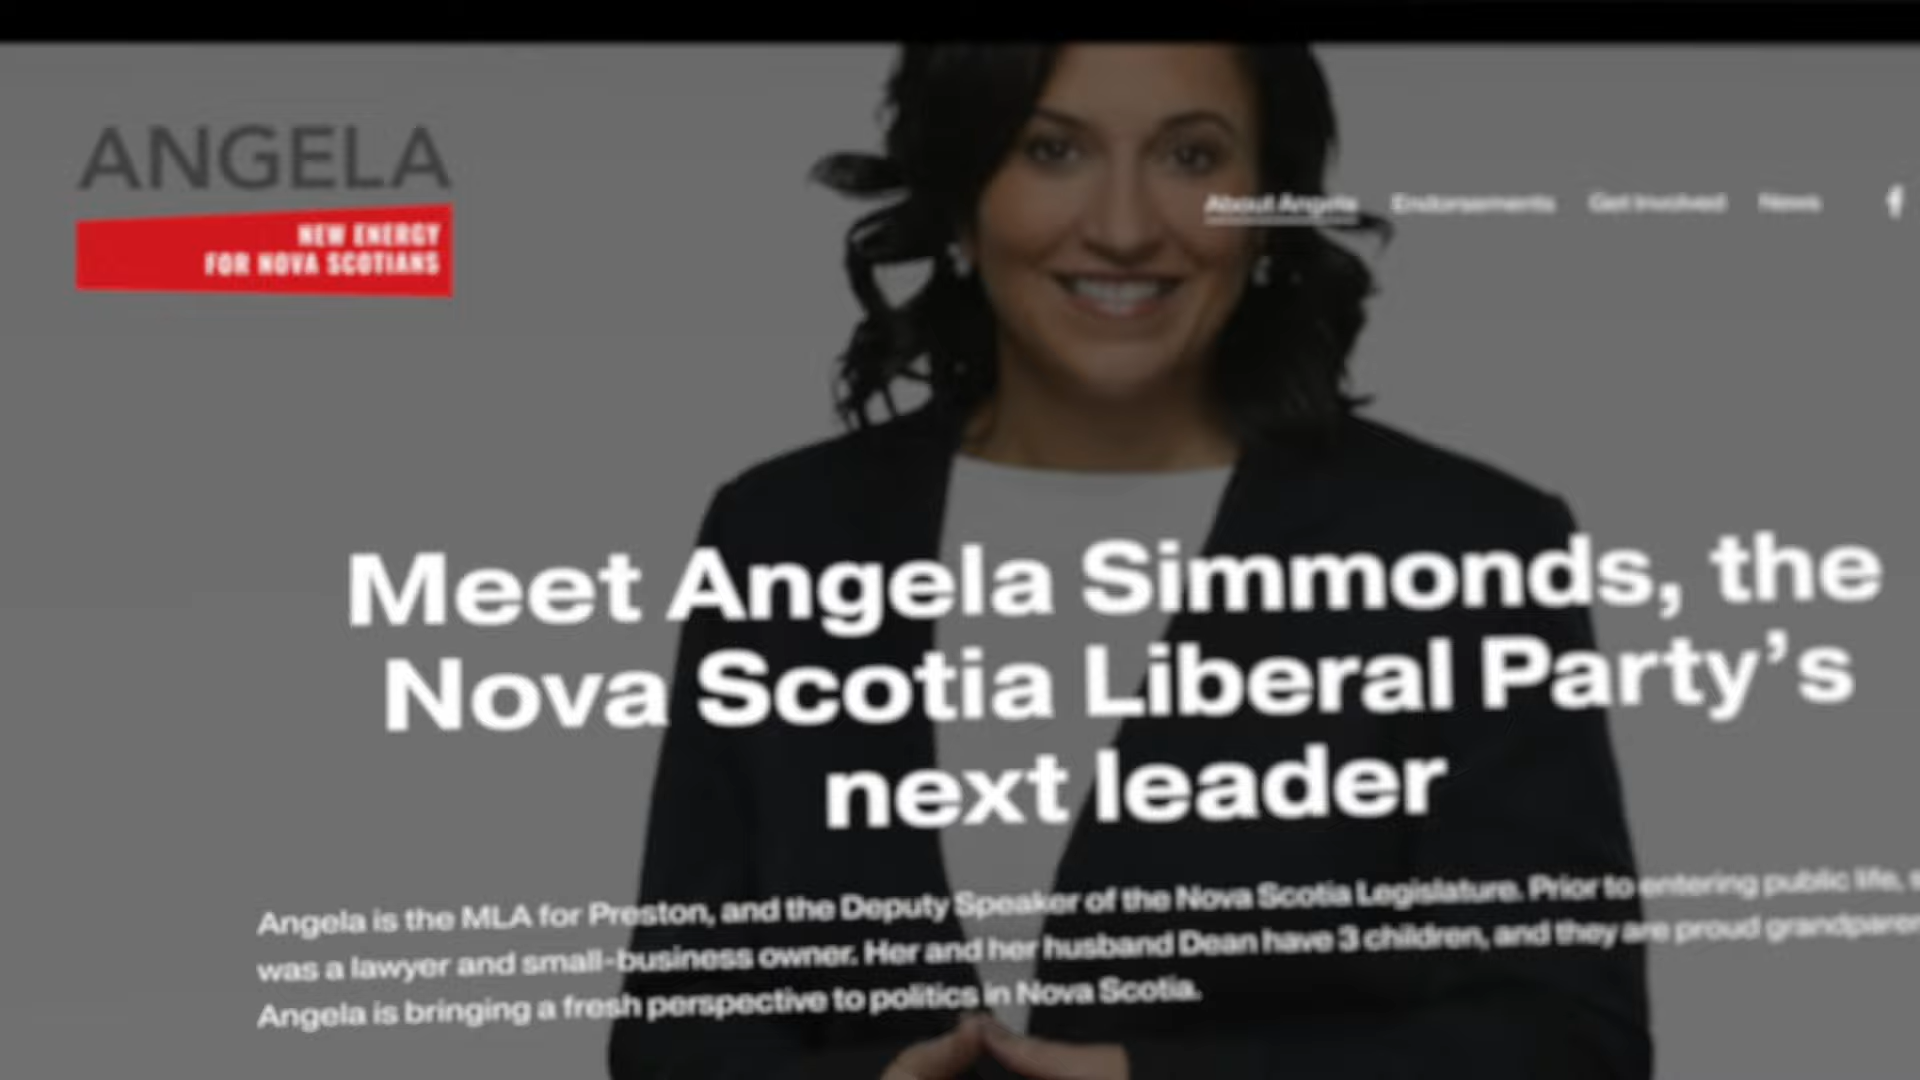 ANGELA
NEW ENERGY
FOR NOVA SCOTIANS
About Angela Endorsements Get Involved News
Meet Angela Simmonds, the
Nova Scotia Liberal Party’s
next leader
Angela is the MLA for Preston, and the Deputy Speaker of the Nova Scotia Legislature. Prior to entering public life,
was a lawyer and small-business owner. Her and her husband Dean have 3 children, and they are proud
Angela is bringing a fresh perspective to politics in Nova Scotia.